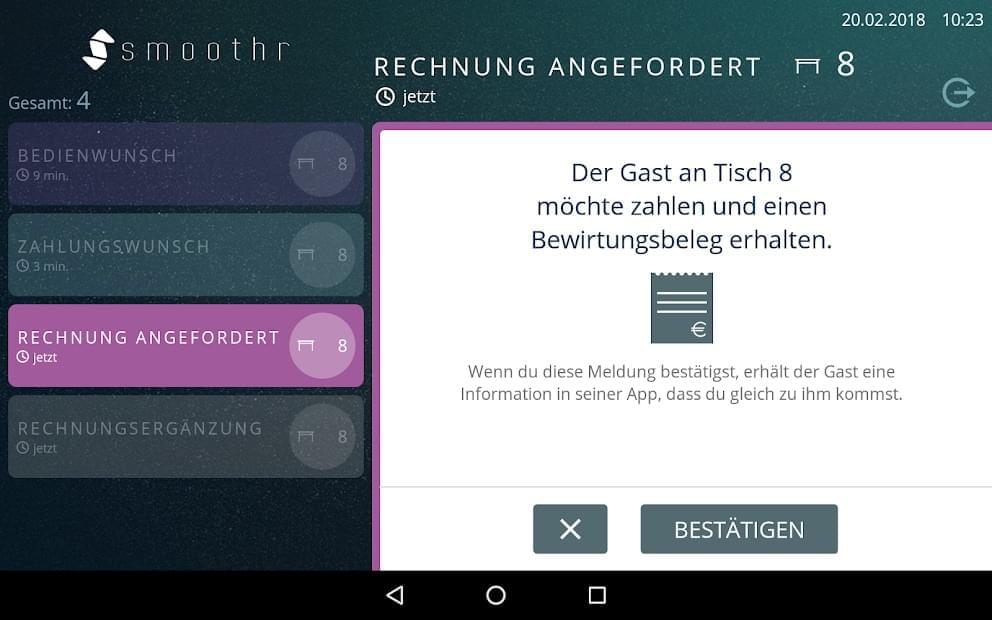 20.02.2018 10:23
smoothr
RECHNUNG ANGEFORDERT 8
jetzt
Gesamt: 4
BEDIENWUNSCH 8
9 min.
ZAHLUNGSWUNSCH 8
3 min.
RECHNUNG ANGEFORDERT 8
jetzt
RECHNUNGSERGÄNZUNG 8
jetzt
Der Gast an Tisch 8
möchte zahlen und einen
Bewirtungsbeleg erhalten.
€
Wenn du diese Meldung bestätigst, erhält der Gast eine
Information in seiner App, dass du gleich zu ihm kommst.
BESTÄTIGEN